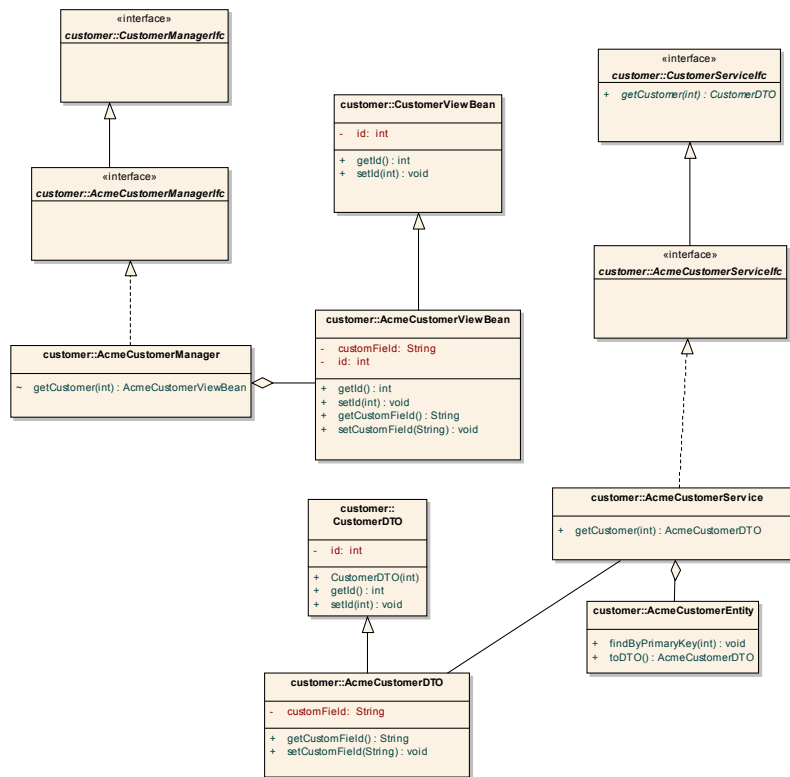 «interface»
customer::CustomerManagerIfc
«interface»
customer::AcmeCustomerManagerIfc
customer::AcmeCustomerManager
~ getCustomer(int) : AcmeCustomerViewBean
customer::CustomerViewBean
- id: int
+ getId() : int
+ setId(int) : void
customer::AcmeCustomerViewBean
- customField: String
- id: int
+ getId() : int
+ setId(int) : void
+ getCustomField() : String
+ setCustomField(String) : void
«interface»
customer::CustomerServiceIfc
+ getCustomer(int) : CustomerDTO
«interface»
customer::AcmeCustomerServiceIfc
customer::AcmeCustomerService
+ getCustomer(int) : AcmeCustomerDTO
customer::
CustomerDTO
- id: int
+ CustomerDTO(int)
+ getId() : int
+ setId(int) : void
customer::AcmeCustomerEntity
+ findByPrimaryKey(int) : void
+ toDTO() : AcmeCustomerDTO
customer::AcmeCustomerDTO
- customField: String
+ getCustomField() : String
+ setCustomField(String) : void